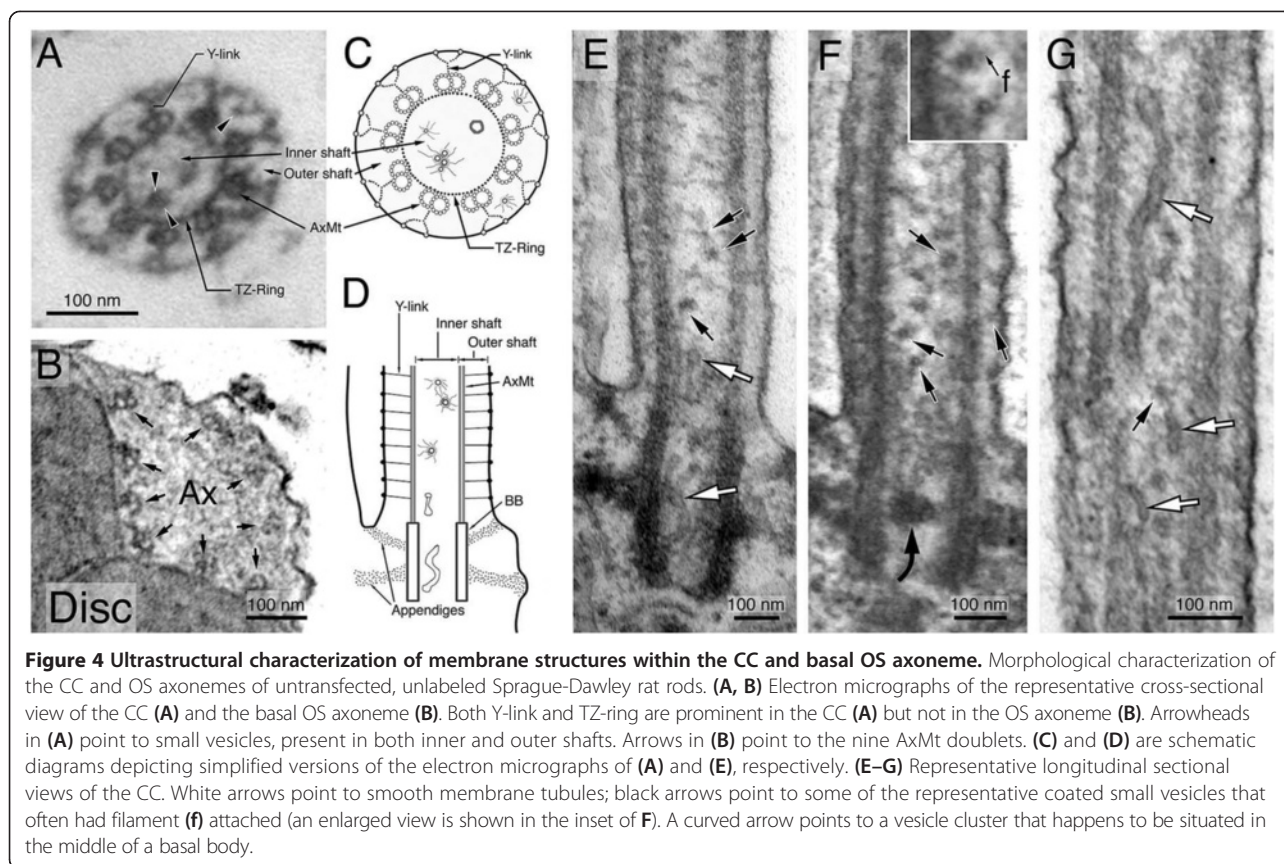 A
Y-link
C
Y-link
Inner shaft
Outer shaft
AxMt
TZ-Ring
TZ-Ring
100 nm
B
Ax
Disc
100 nm
D
Y-link
Inner shaft
Outer shaft
AxMt
BB
Appendiges
E
100 nm
F
f
100 nm
G
100 nm
Figure 4 Ultrastructural characterization of membrane structures within the CC and basal OS axoneme. Morphological characterization of
the CC and OS axonemes of untransfected, unlabeled Sprague-Dawley rat rods. (A, B) Electron micrographs of the representative cross-sectional
view of the CC (A) and the basal OS axoneme (B). Both Y-link and TZ-ring are prominent in the CC (A) but not in the OS axoneme (B). Arrowheads
in (A) point to small vesicles, present in both inner and outer shafts. Arrows in (B) point to the nine AxMt doublets. (C) and (D) are schematic
diagrams depicting simplified versions of the electron micrographs of (A) and (E), respectively. (E–G) Representative longitudinal sectional
views of the CC. White arrows point to smooth membrane tubules; black arrows point to some of the representative coated small vesicles that
often had filament (f) attached (an enlarged view is shown in the inset of F). A curved arrow points to a vesicle cluster that happens to be situated in
the middle of a basal body.